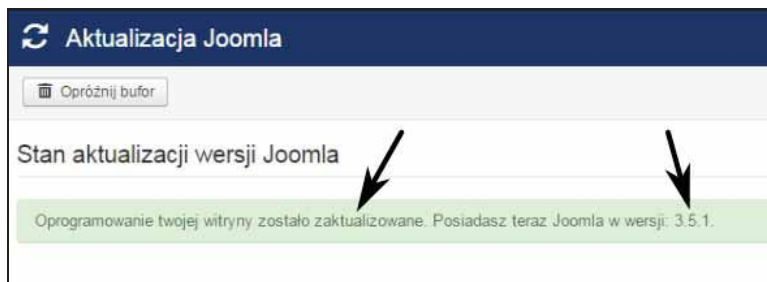 Aktualizacja Joomla
Opróżnij bufor
Stan aktualizacji wersji Joomla
Oprogramowanie twojej witryny zostało zaktualizowane. Posiadasz teraz Joomla w wersji: 3.5.1.